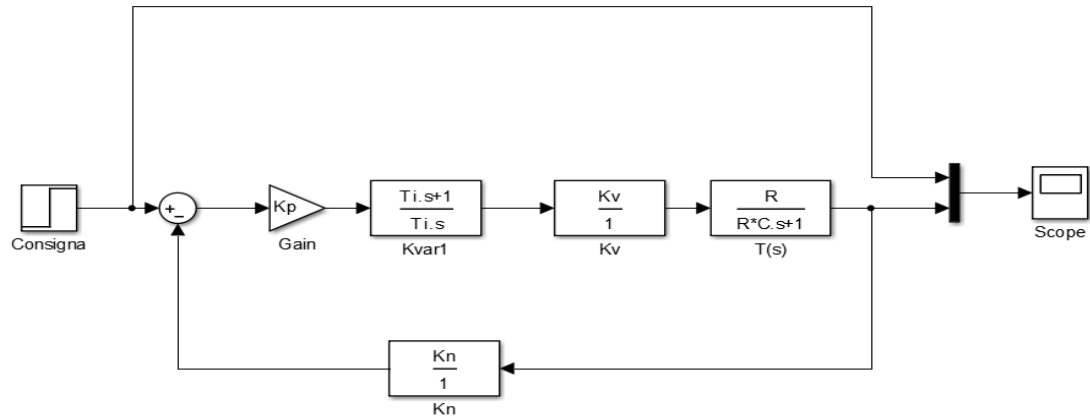 Consigna
+
-
Kp
Gain
Ti.s+1
Ti.s
Kvar1
Kv
1
Kv
R
R*C.s+1
T(s)
Scope
Kn
1
Kn